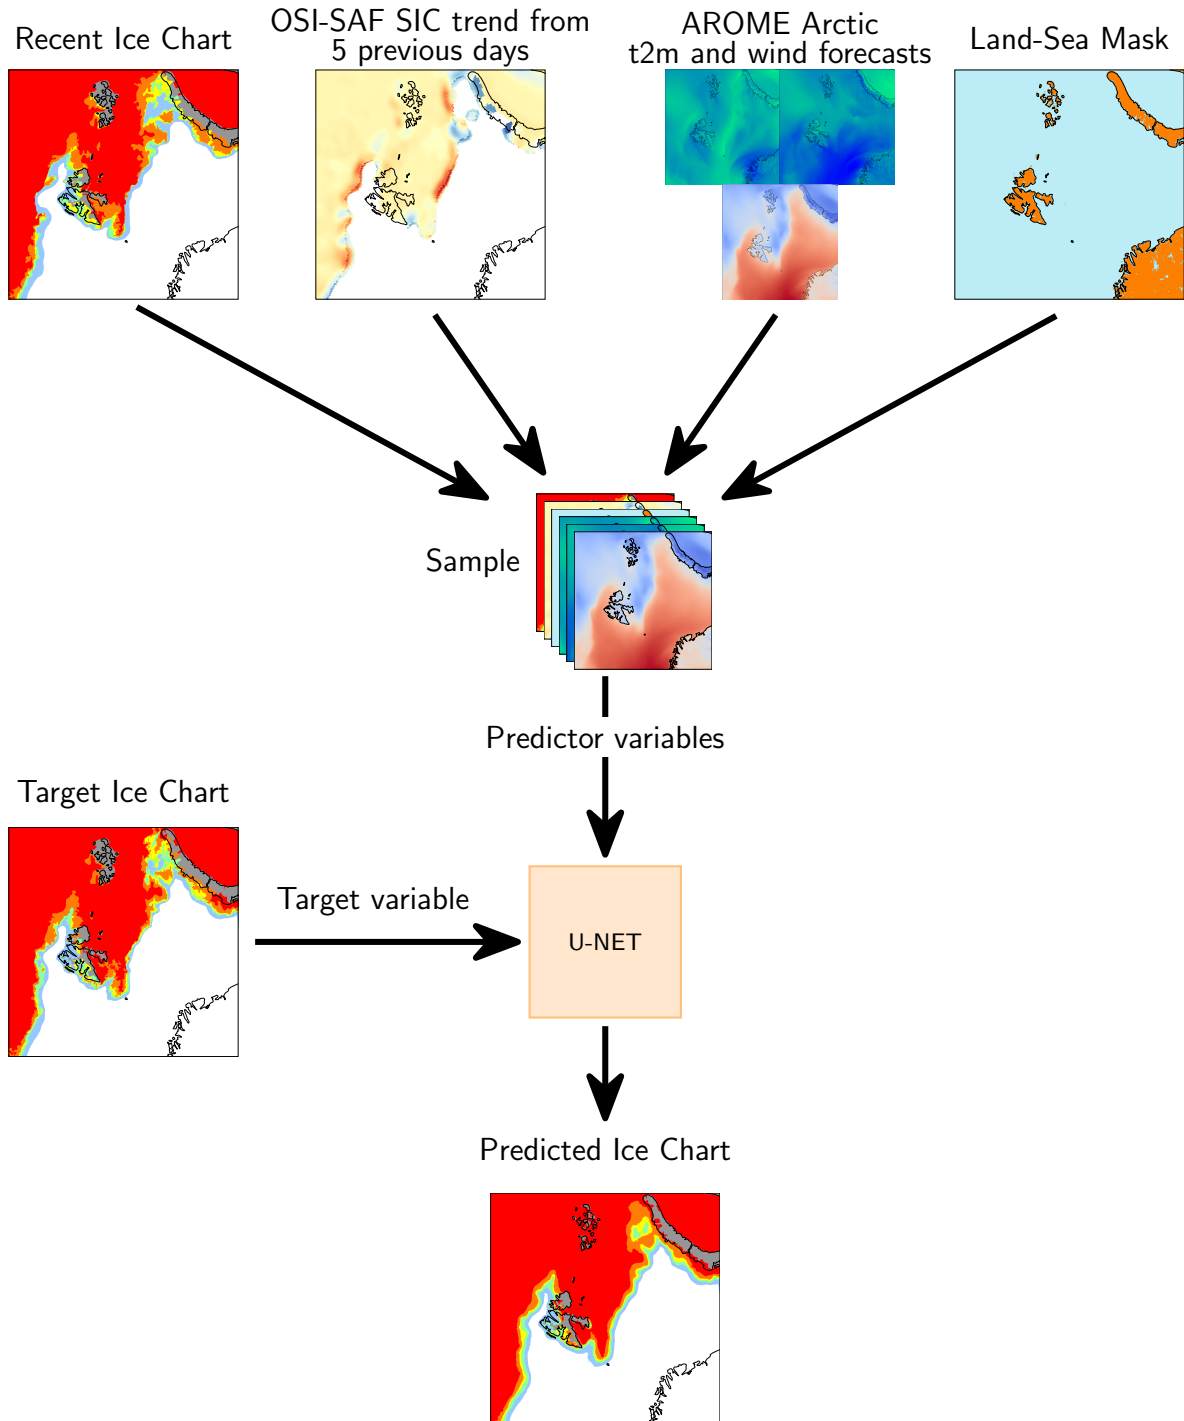 Recent Ice Chart
OSI-SAF SIC trend from
5 previous days
AROME Arctic
t2m and wind forecasts
Land-Sea Mask
Sample
Predictor variables
Target Ice Chart
Target variable
U-NET
Predicted Ice Chart